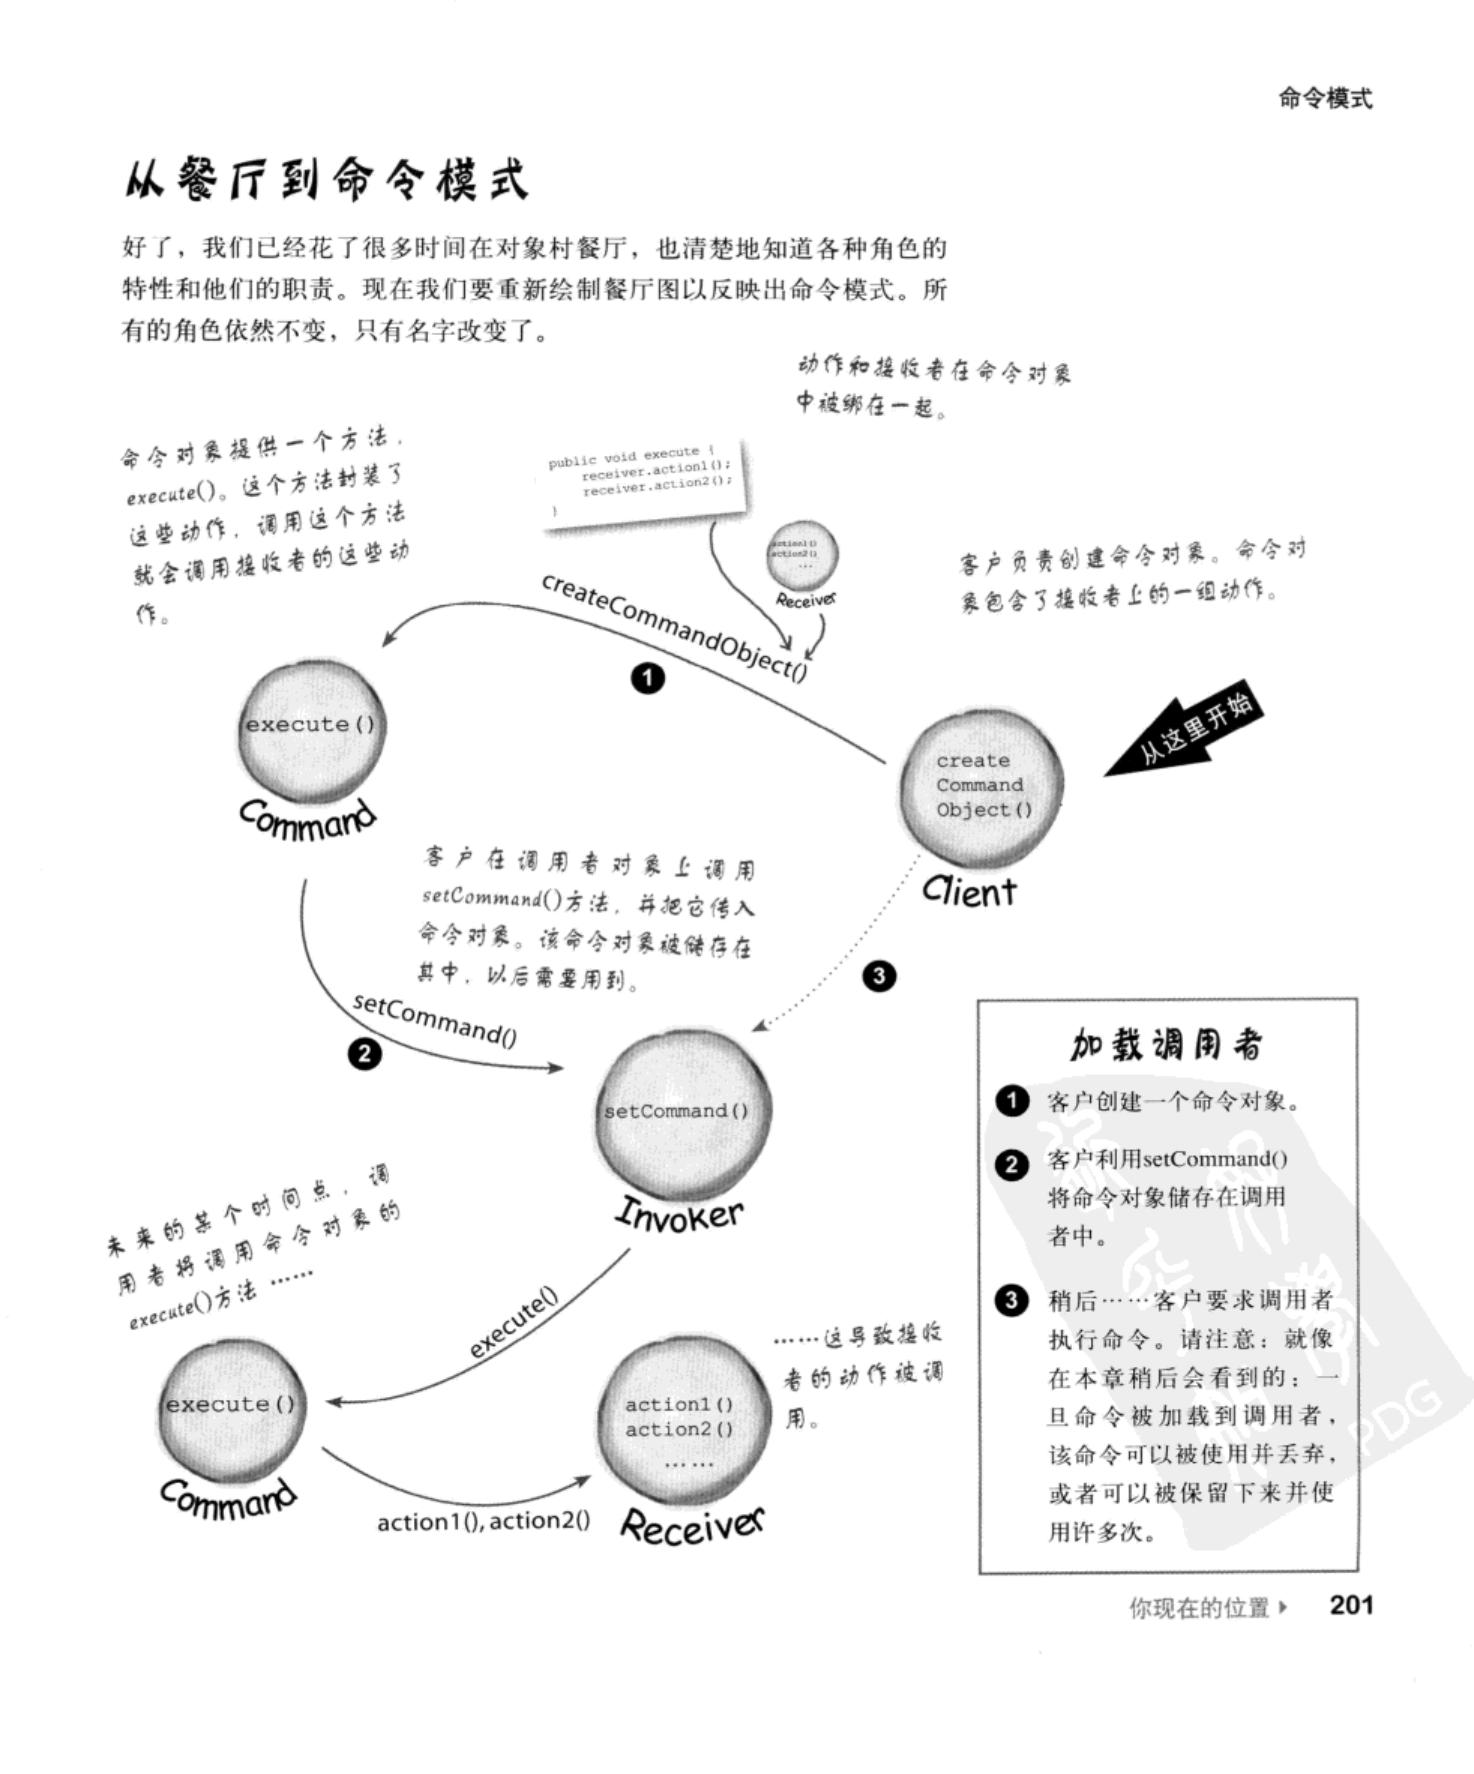 命令模式
从餐厅到命令模式
好了，我们已经花了很多时间在对象村餐厅，也清楚地知道各种角色的
特性和他们的职责。现在我们要重新绘制餐厅图以反映出命令模式。所
有的角色依然不变，只有名字改变了。
动作和接收者在命令对象
中被绑在一起。
命令对象提供一个方法，
execute()。这个方法封装了
这些动作，调用这个方法
就会调用接收者的这些动
作。
public void execute {
receiver.action1();
receiver.action2();
}
action1()
action2()
...
Receiver
客户负责创建命令对象。命令对
象包含了接收者上的一组动作。
createCommandObject()
1
从这里开始
execute()
Command
create
Command
Object()
Client
客户在调用者对象上调用
setCommand()方法，并把它传入
命令对象。该命令对象被储存在
其中，以后需要用到。
3
setCommand()
2
setCommand()
Invoker
未来的某个时间点，调
用者将调用命令对象的
execute()方法……
execute()
execute()
Command
action1()
action2()
……
Receiver
……这导致接收
者的动作被调
用。
action1(), action2()
加载调用者
1 客户创建一个命令对象。
2 客户利用setCommand()
将命令对象储存在调用
者中。
3 稍后……客户要求调用者
执行命令。请注意：就像
在本章稍后会看到的：一
旦命令被加载到调用者，
该命令可以被使用并丢弃，
或者可以被保留下来并使
用许多次。
PDG
你现在的位置 201